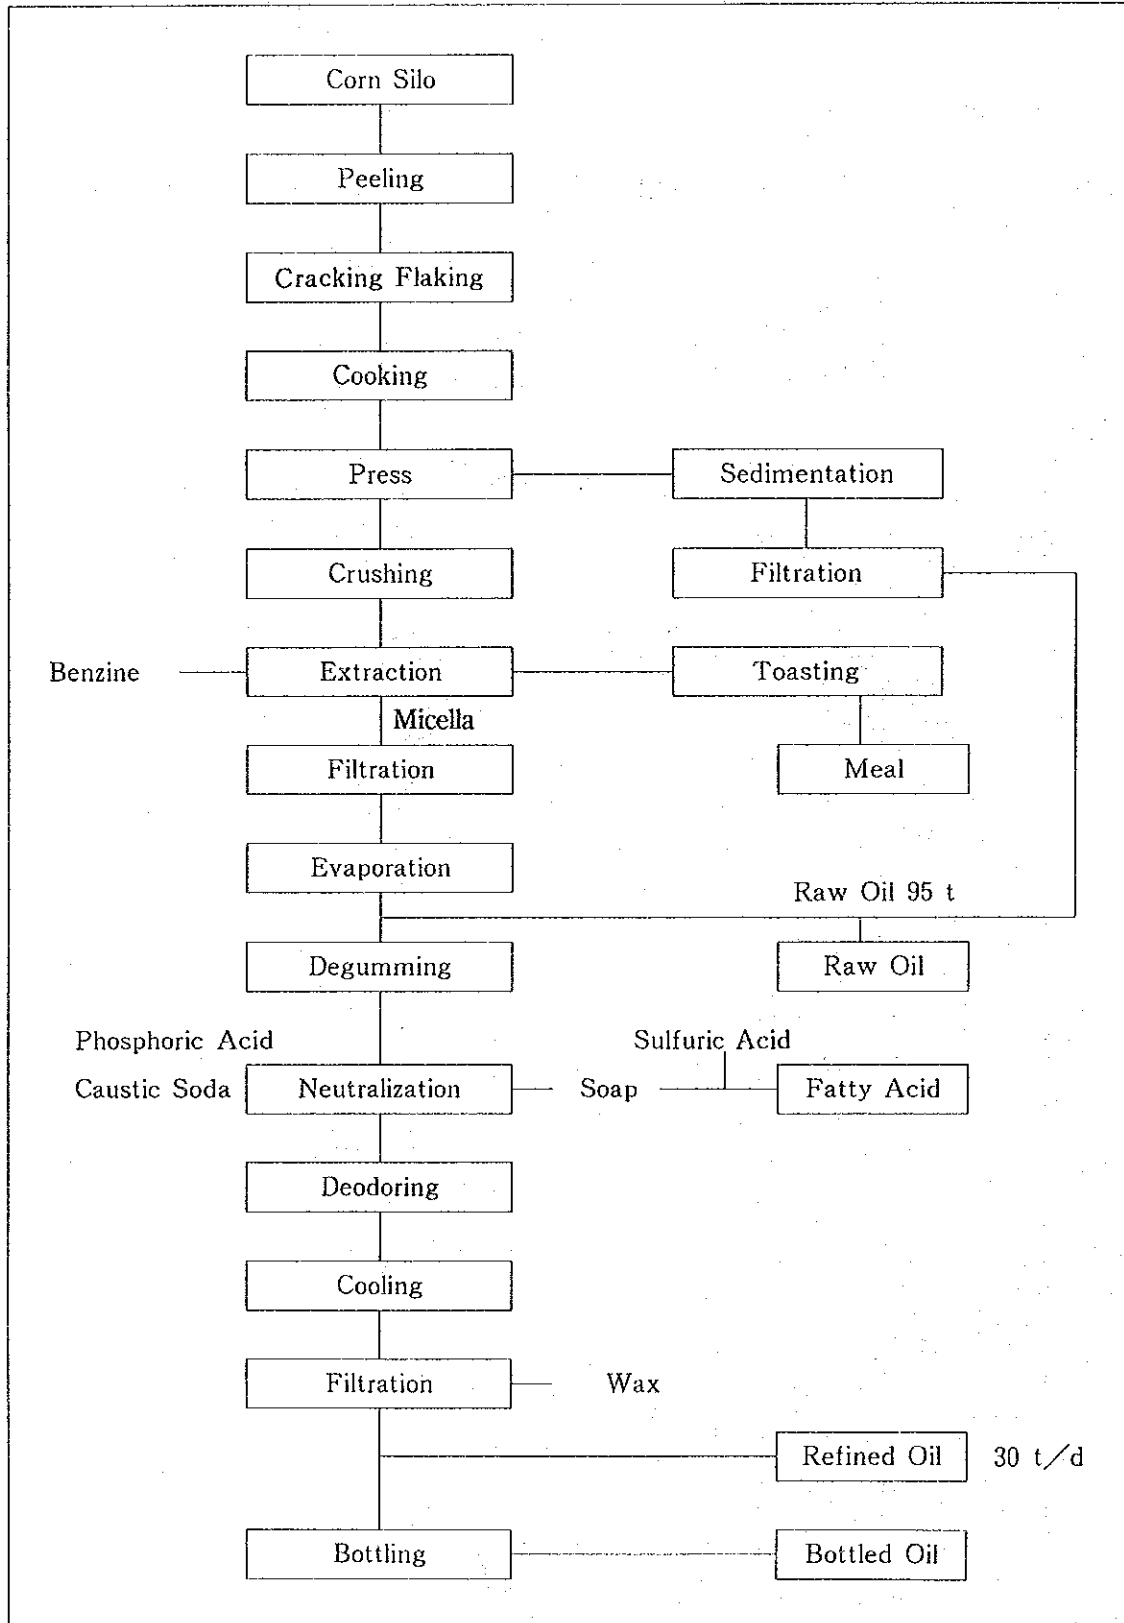 Corn Silo
Peeling
Cracking Flaking
Cooking
Press
Sedimentation
Crushing
Filtration
Benzine
Extraction
Toasting
Micella
Filtration
Meal
Evaporation
Raw Oil 95 t
Degumming
Raw Oil
Phosphoric Acid
Sulfuric Acid
Caustic Soda
Neutralization
Soap
Fatty Acid
Deodoring
Cooling
Filtration
Wax
Refined Oil
30 t/d
Bottling
Bottled Oil